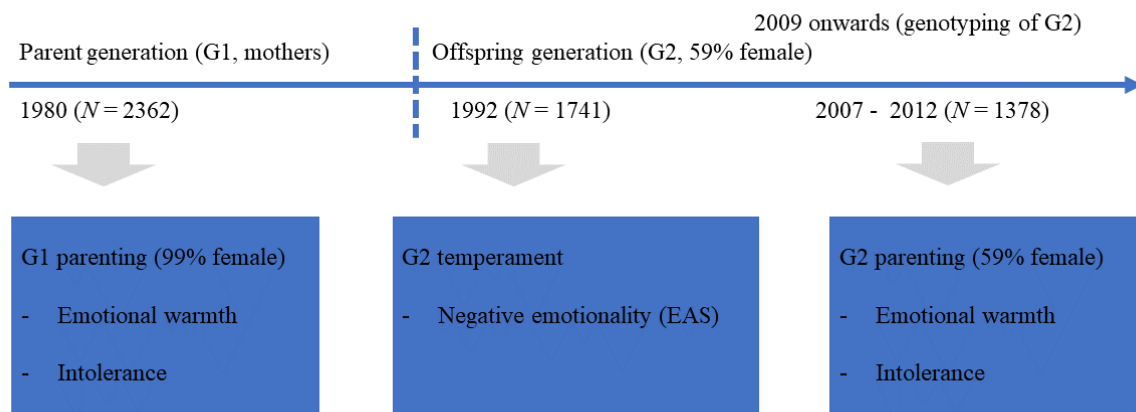 2009 onwards (genotyping of G2)
Parent generation (G1, mothers)
Offspring generation (G2, 59% female)
1980 (N = 2362)
1992 (N = 1741)
2007 - 2012 (N = 1378)
G1 parenting (99% female)
- Emotional warmth
- Intolerance
G2 temperament
- Negative emotionality (EAS)
G2 parenting (59% female)
- Emotional warmth
- Intolerance